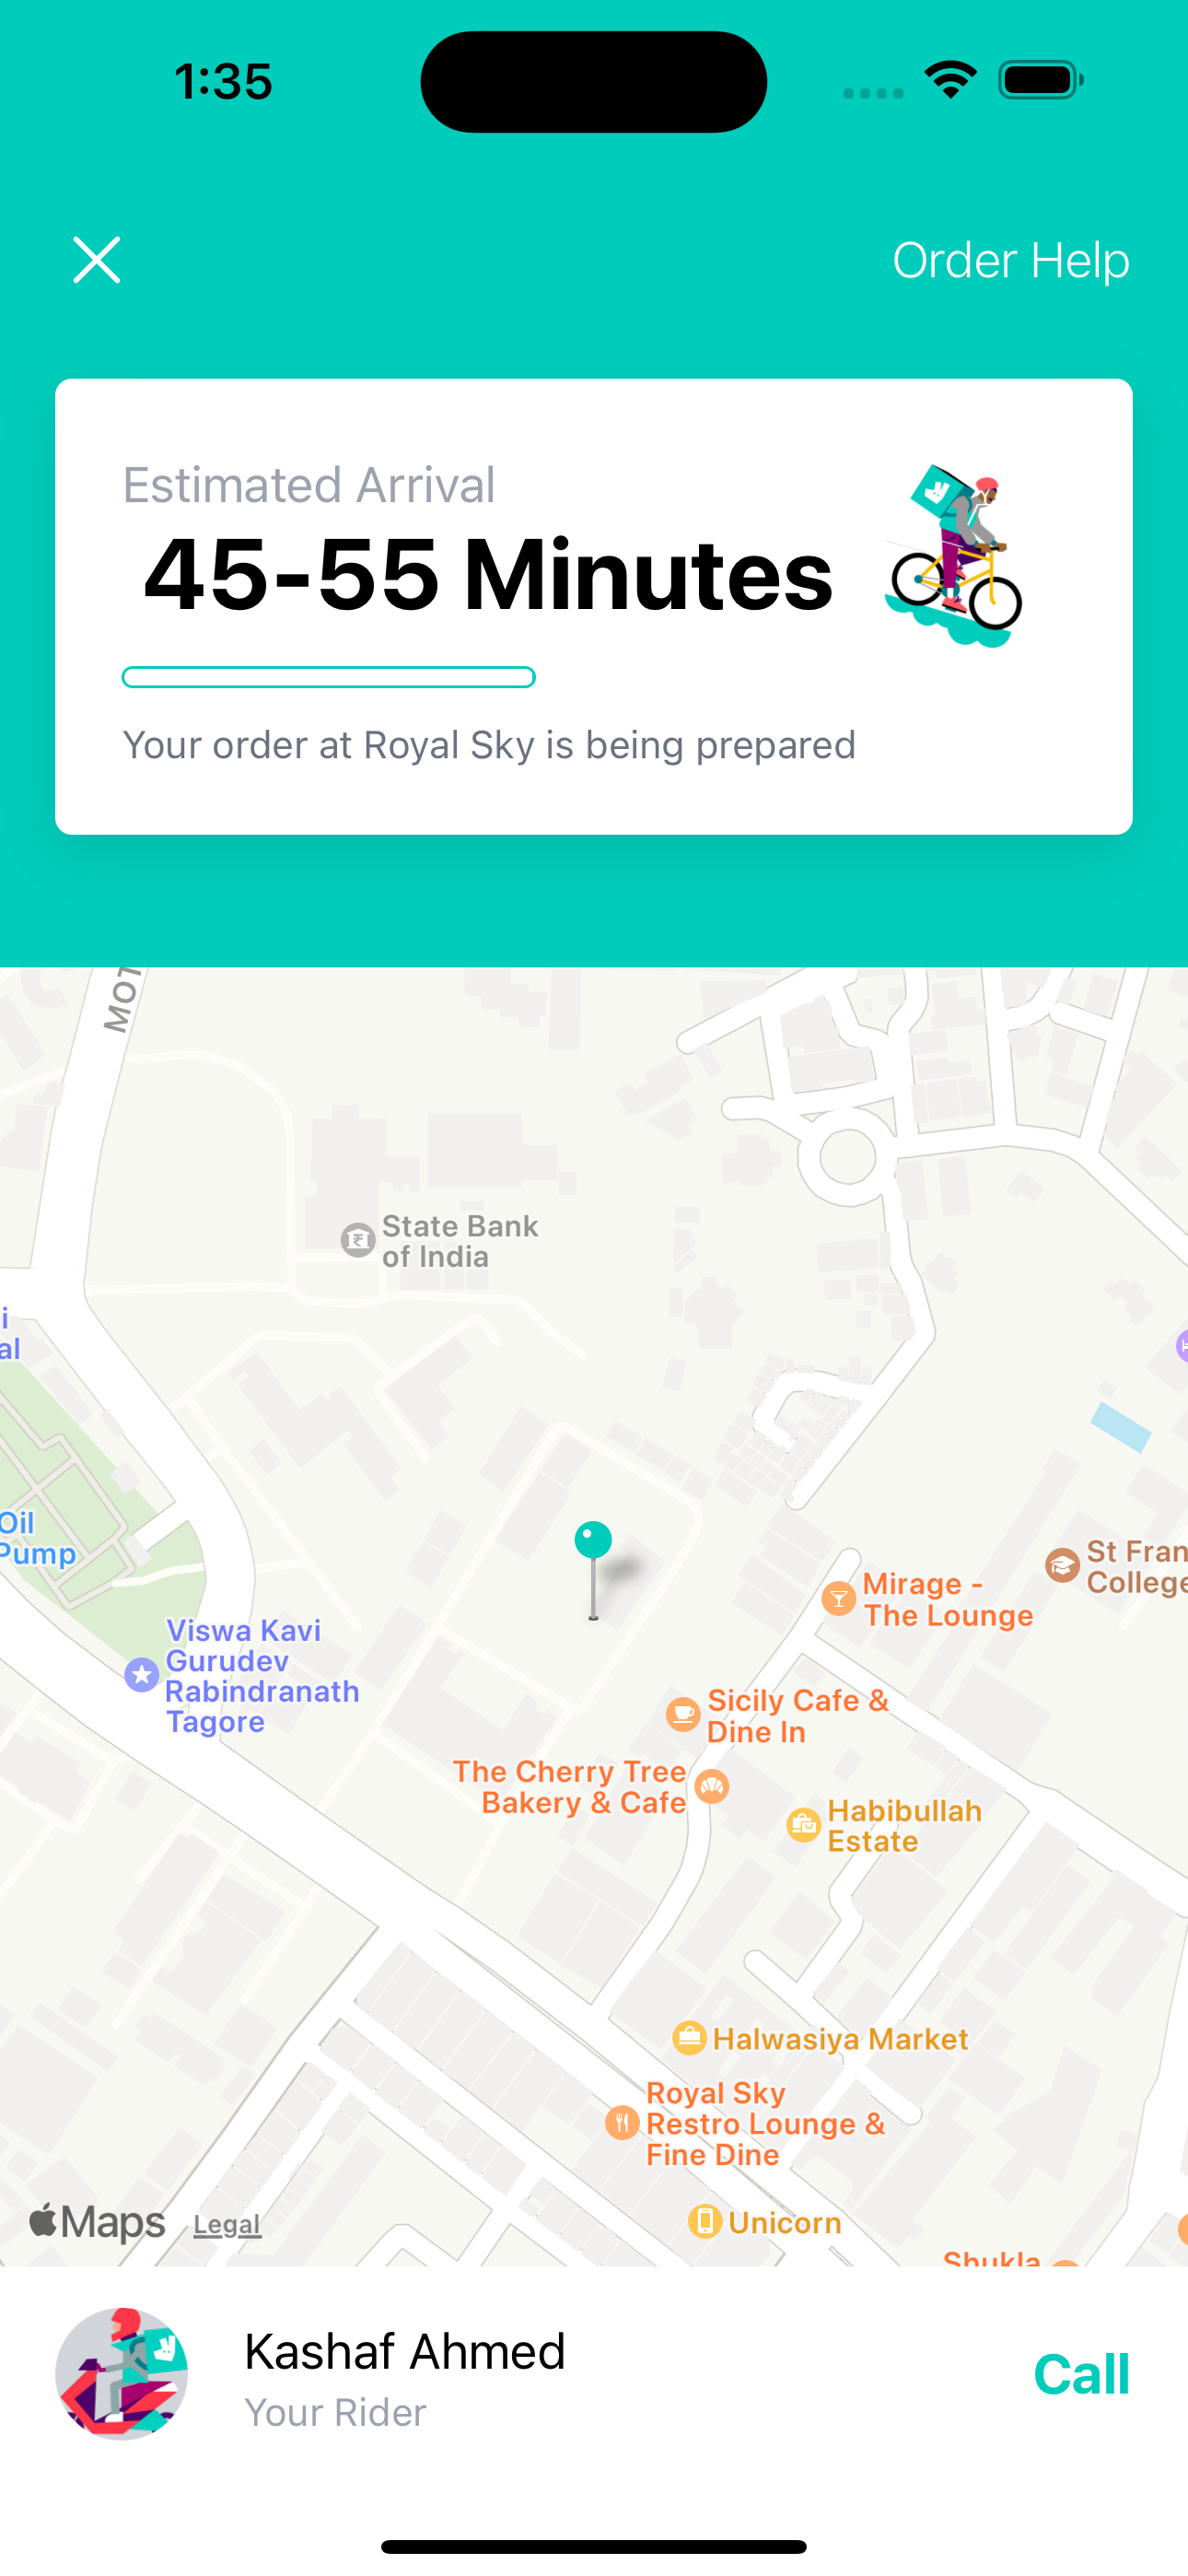 1:35
Order Help
Estimated Arrival
45-55 Minutes
Your order at Royal Sky is being prepared
MOT
State Bank
of India
i
al
Oil
Pump
St Fran
College
Mirage -
The Lounge
Viswa Kavi
Gurudev
Rabindranath
Tagore
Sicily Cafe &
Dine In
The Cherry Tree
Bakery & Cafe
Habibullah
Estate
Halwasiya Market
Royal Sky
Restro Lounge &
Fine Dine
Maps Legal
Unicorn
Shukla
Kashaf Ahmed
Your Rider
Call